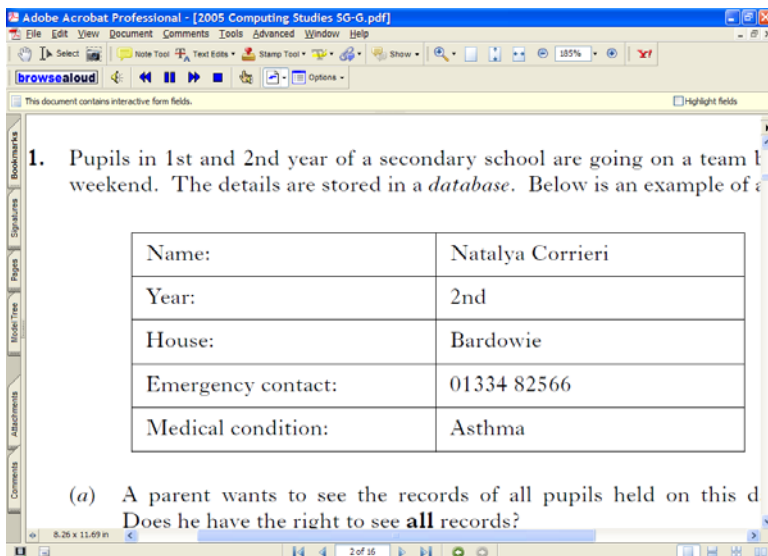 Adobe Acrobat Professional - [2005 Computing Studies SG-G.pdf]
File Edit View Document Comments Tools Advanced Window Help
Select Note Tool Text Edits Stamp Tool Show 185% Y!
browsealoud Options
This document contains interactive form fields. Highlight fields
Bookmarks
Signatures
Pages
Model Tree
Attachments
Comments
1. Pupils in 1st and 2nd year of a secondary school are going on a team
weekend. The details are stored in a database. Below is an example of
Name: Natalya Corrieri
Year: 2nd
House: Bardowie
Emergency contact: 01334 82566
Medical condition: Asthma
(a) A parent wants to see the records of all pupils held on this d
Does he have the right to see all records?
8.26 x 11.69 in
2 of 16